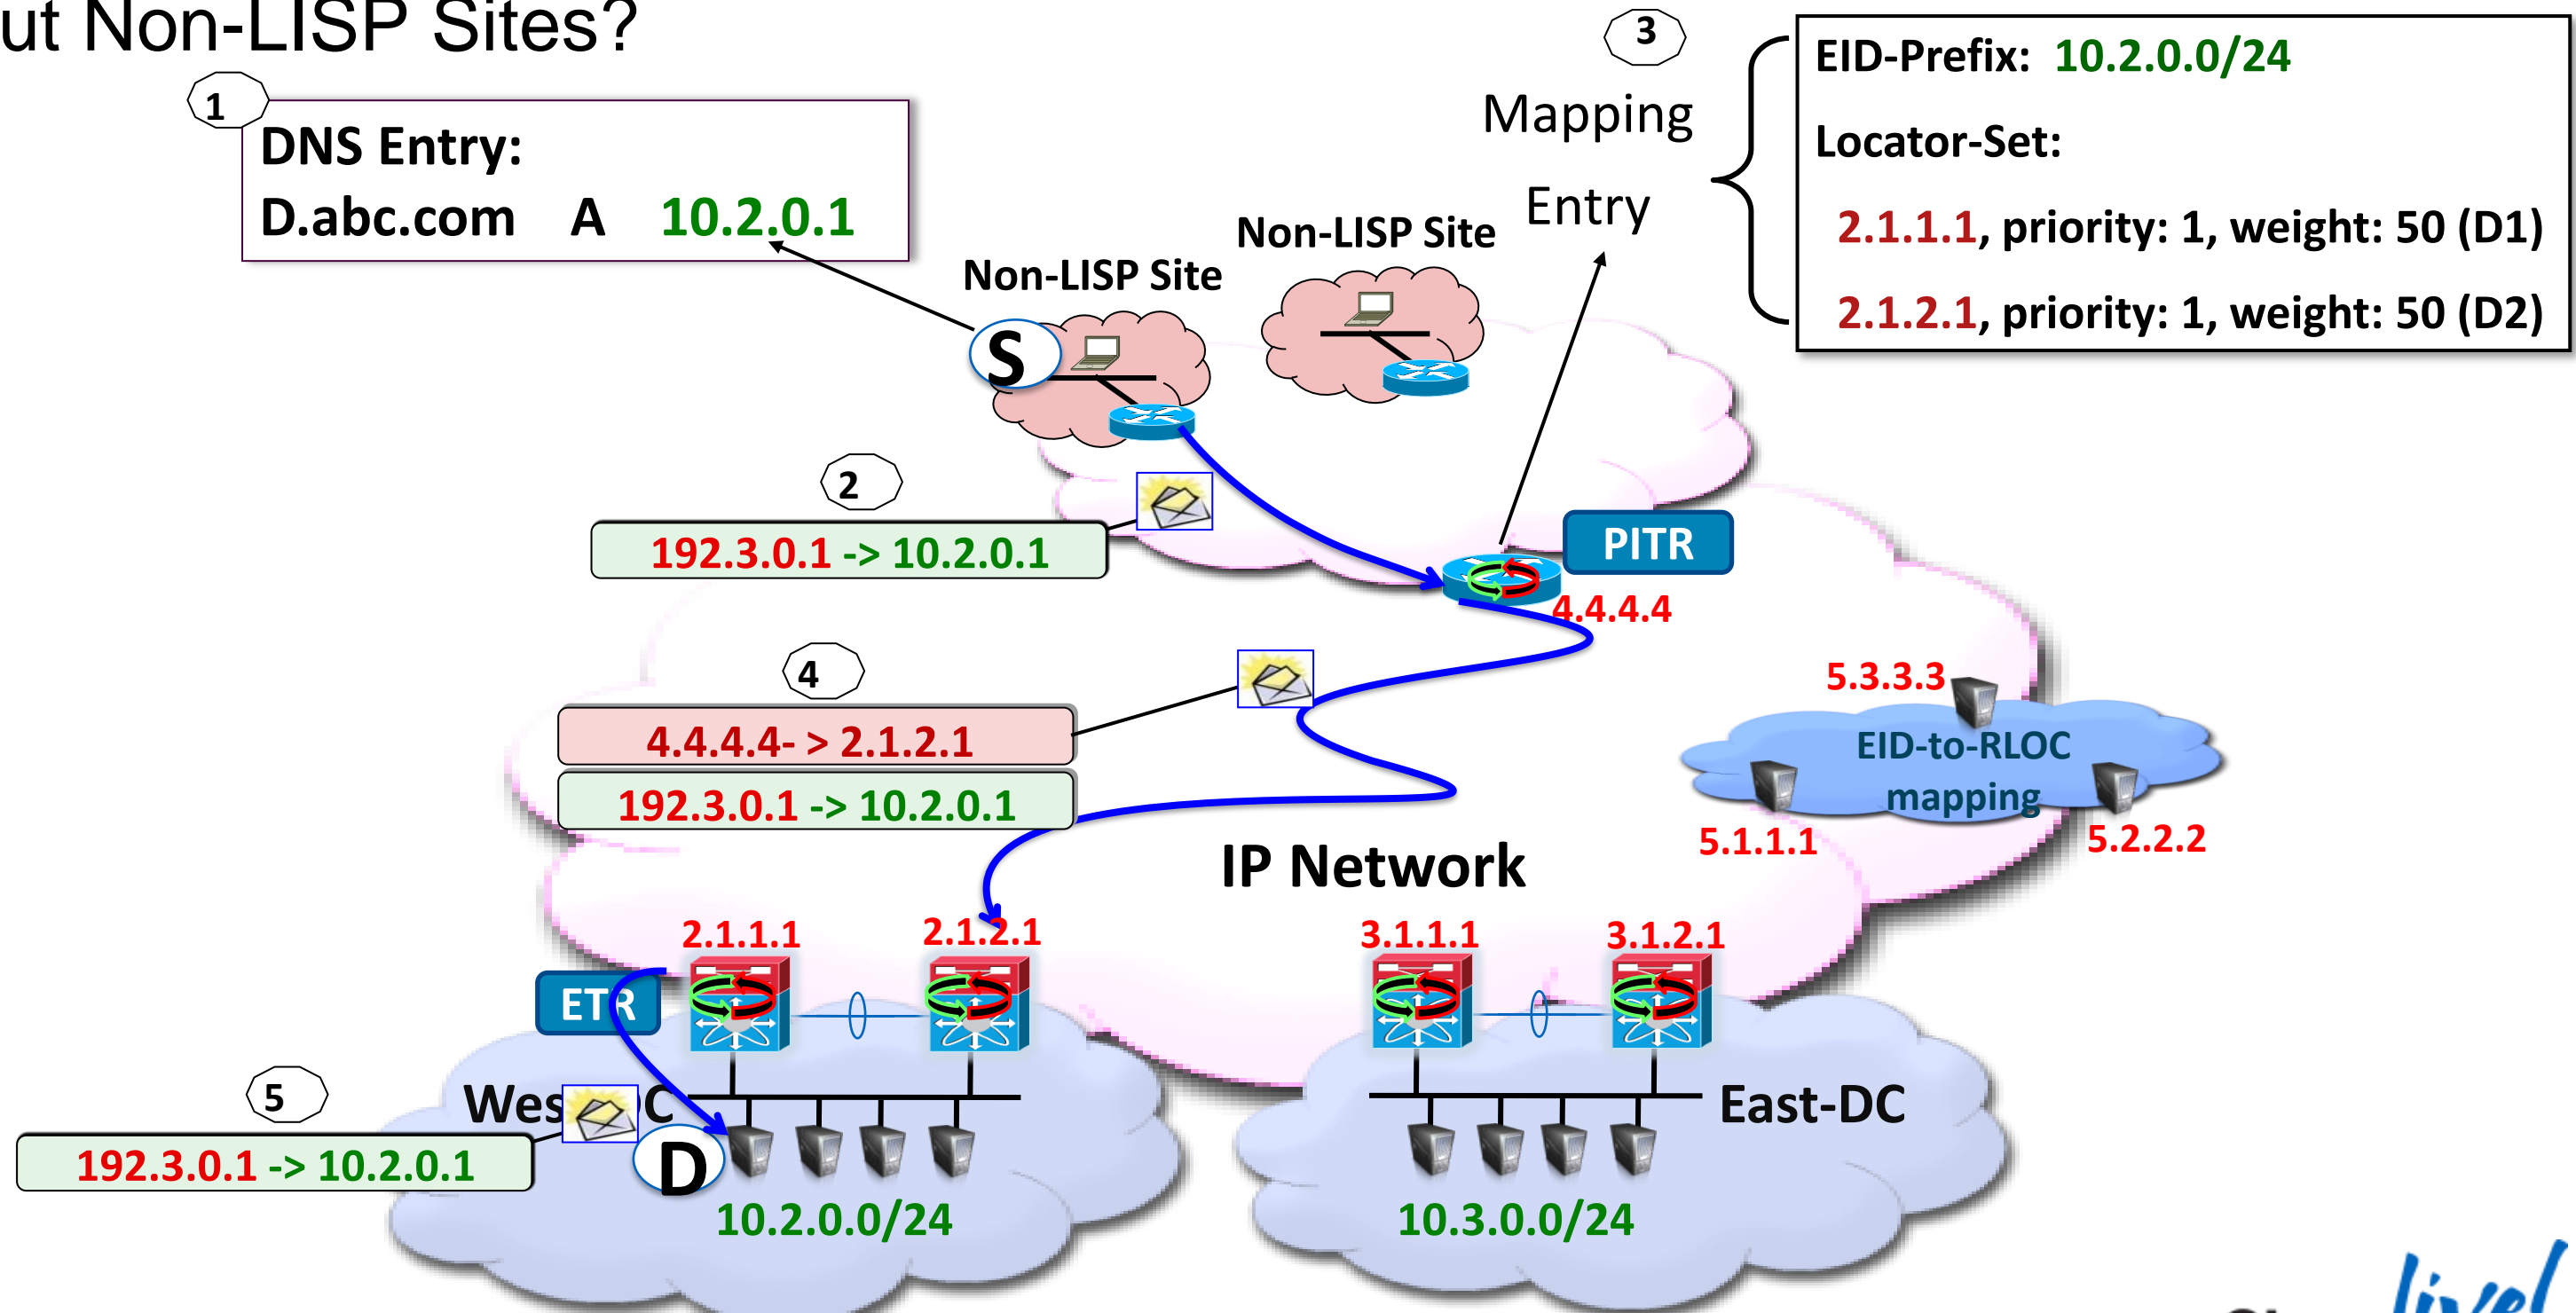 ut Non-LISP Sites?
1
DNS Entry:
D.abc.com A 10.2.0.1
3
Mapping
Entry
EID-Prefix: 10.2.0.0/24
Locator-Set:
2.1.1.1, priority: 1, weight: 50 (D1)
2.1.2.1, priority: 1, weight: 50 (D2)
Non-LISP Site
Non-LISP Site
S
2
192.3.0.1 -> 10.2.0.1
PITR
4.4.4.4
4
4.4.4.4- > 2.1.2.1
192.3.0.1 -> 10.2.0.1
5.3.3.3
EID-to-RLOC
mapping
5.1.1.1
5.2.2.2
IP Network
2.1.1.1
2.1.2.1
3.1.1.1
3.1.2.1
ETR
5
192.3.0.1 -> 10.2.0.1
D
East-DC
10.2.0.0/24
10.3.0.0/24